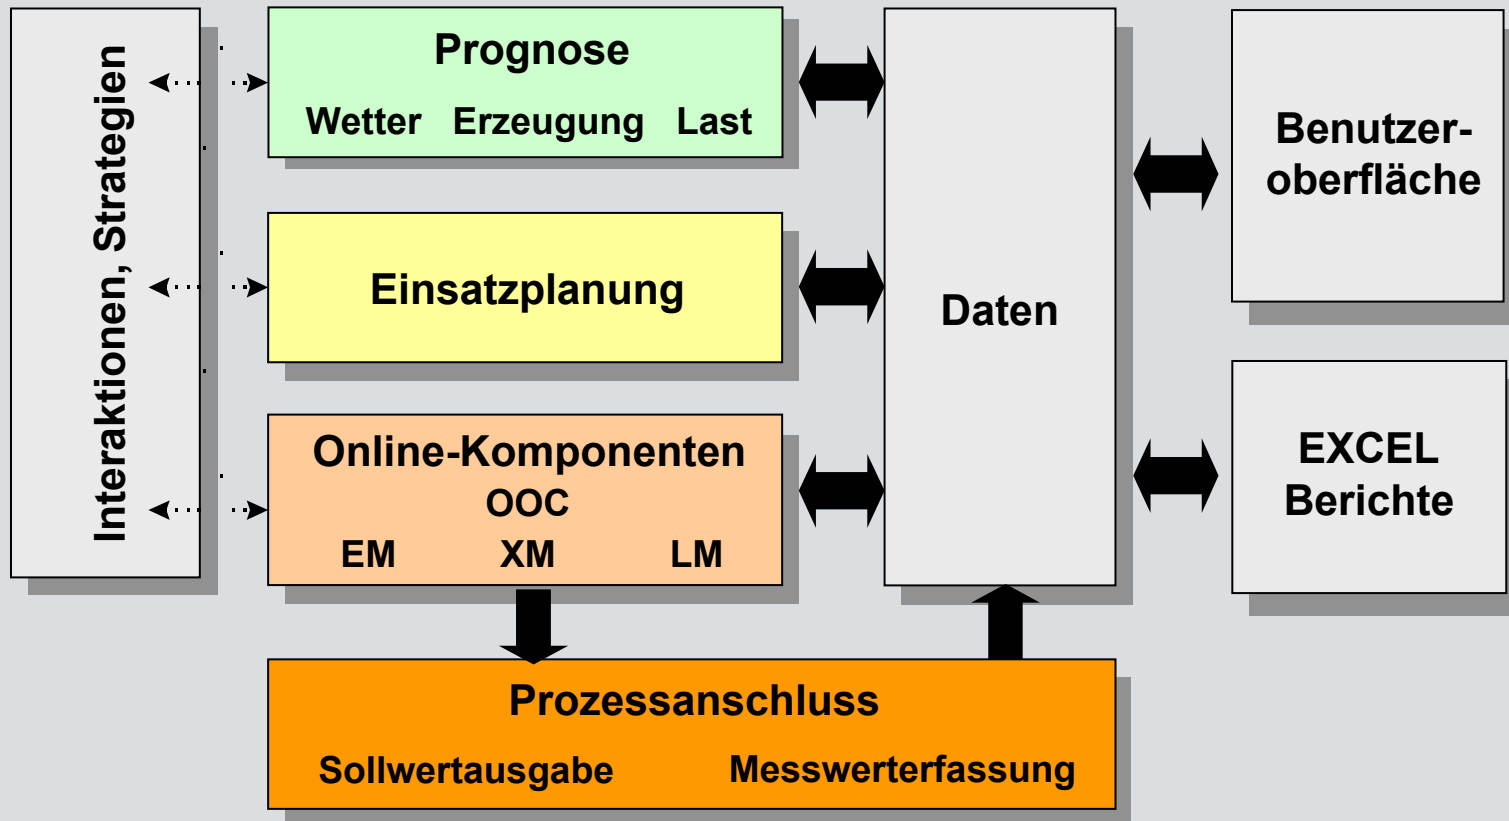 Interaktionen, Strategien
Prognose
Wetter Erzeugung Last
Einsatzplanung
Online-Komponenten
OOC
EM XM LM
Daten
Benutzer-
oberfläche
EXCEL
Berichte
Prozessanschluss
Sollwertausgabe Messwerterfassung